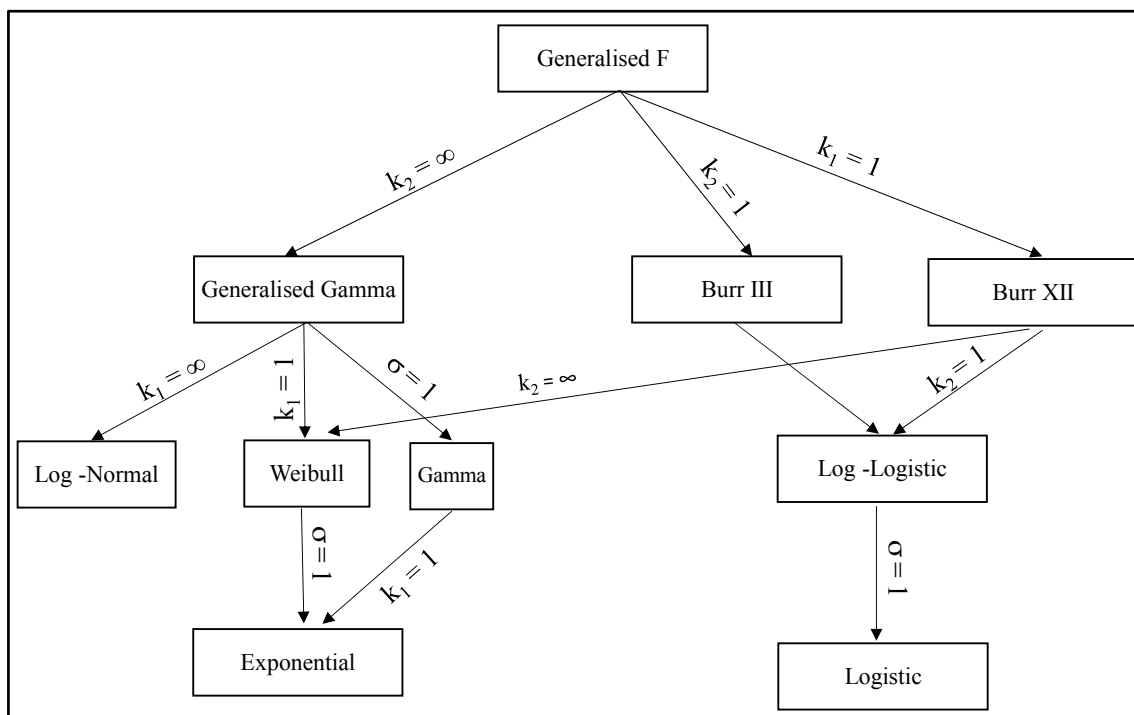 Generalised F
k₂ = ∞
k₂ = 1
k₁ = 1
Generalised Gamma
Burr III
Burr XII
k₁ = ∞
k₁ = 1
σ = 1
k₂ = ∞
k₂ = 1
Log -Normal
Weibull
Gamma
Log -Logistic
σ = 1
k₁ = 1
σ = 1
Exponential
Logistic